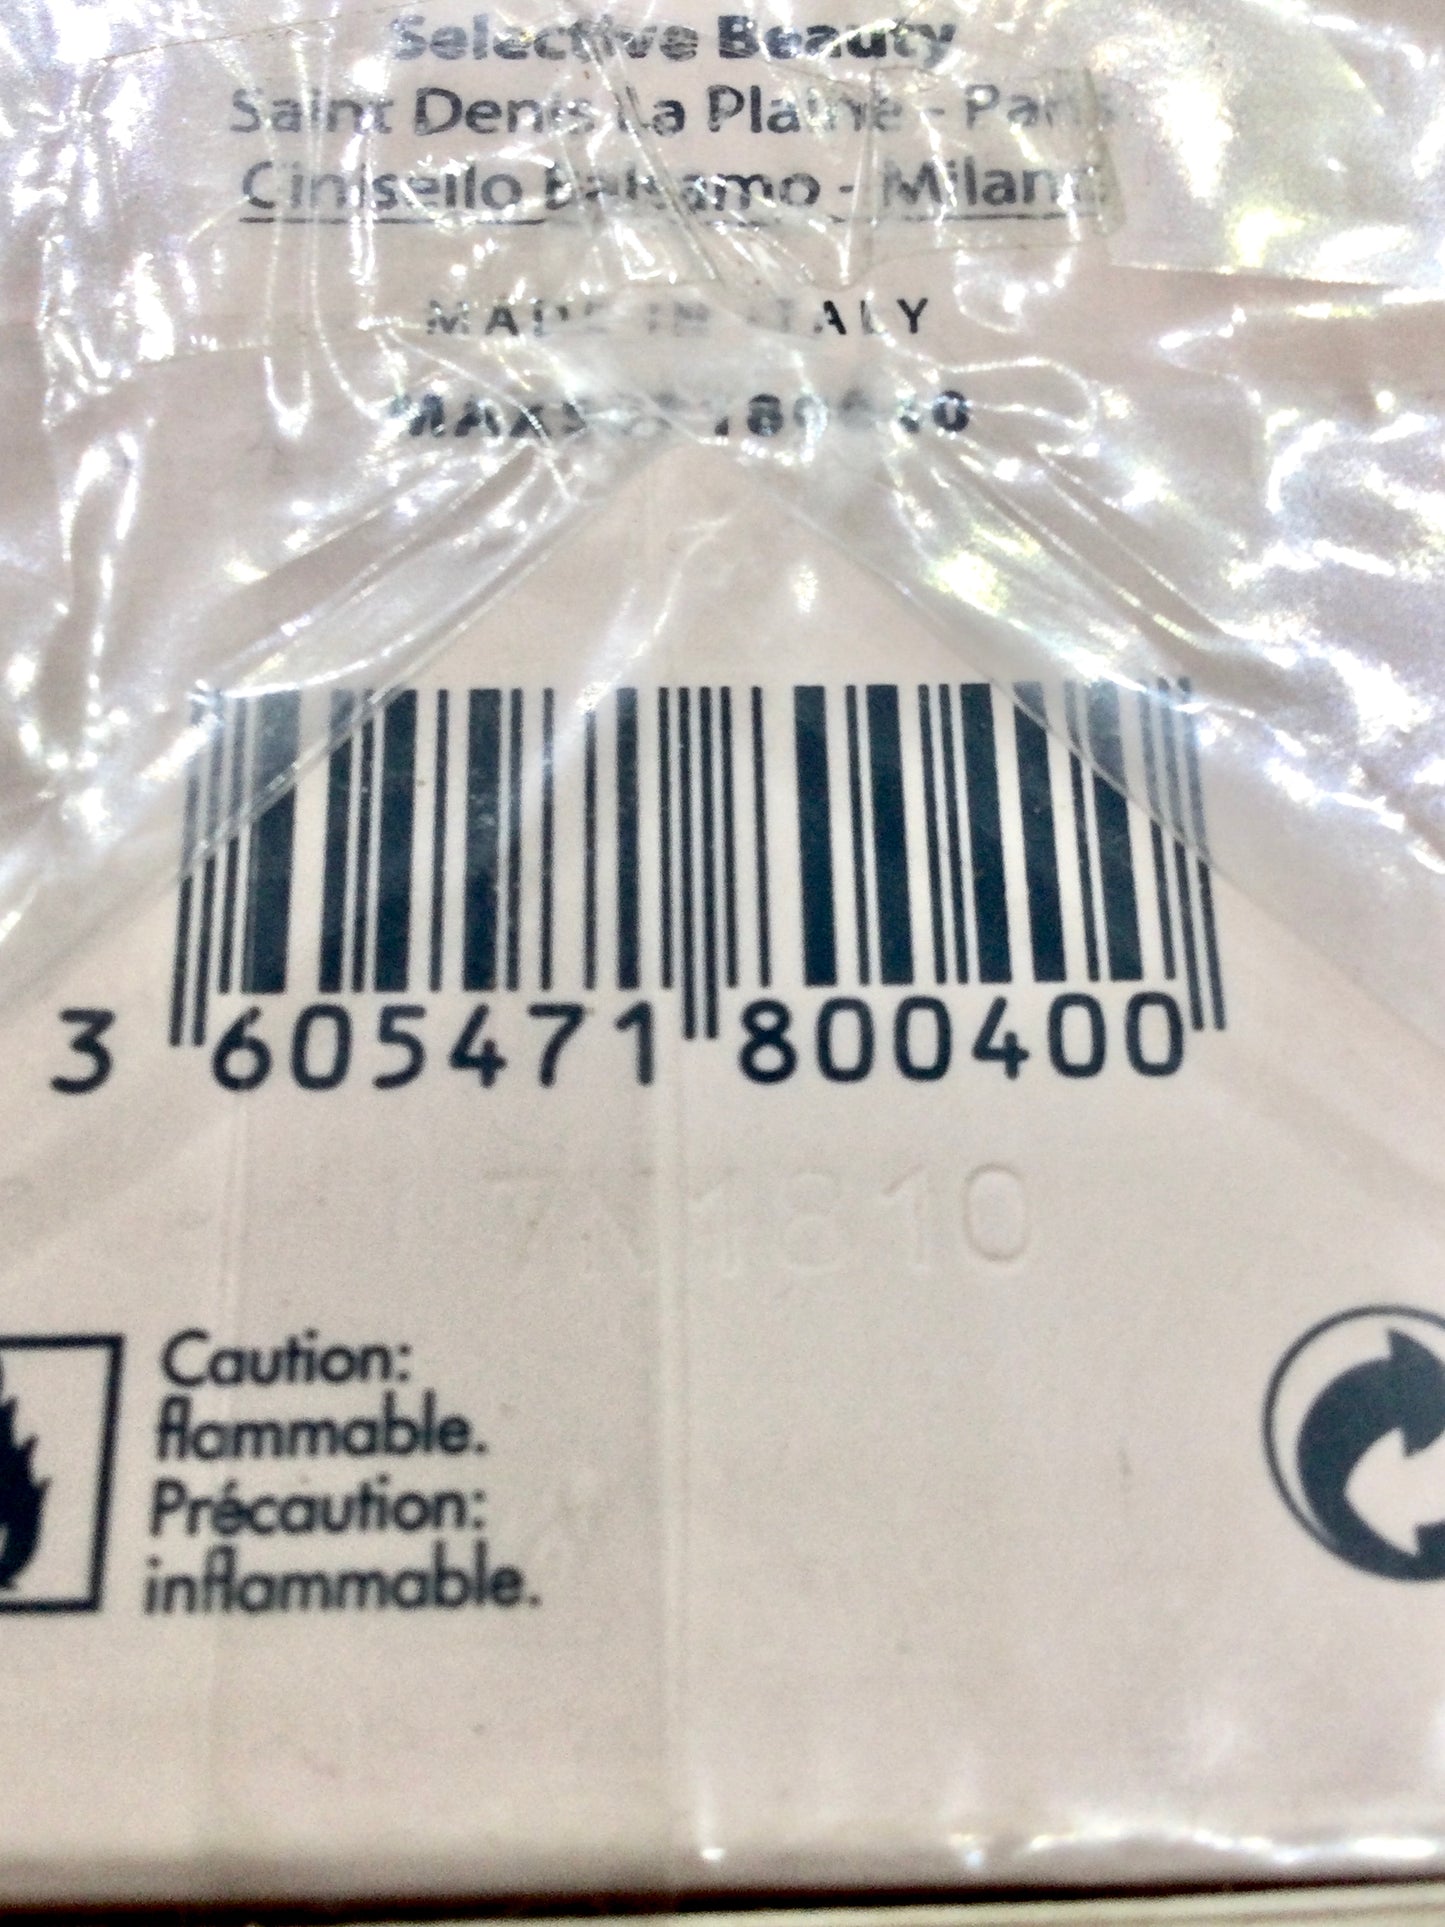 Selective Beauty
Saint Denis La Plaine - Paris
Cinisello Balsamo - Milano
MADE IN ITALY
3 605471 800400
7N1810
Caution:
flammable.
Précaution:
inflammable.